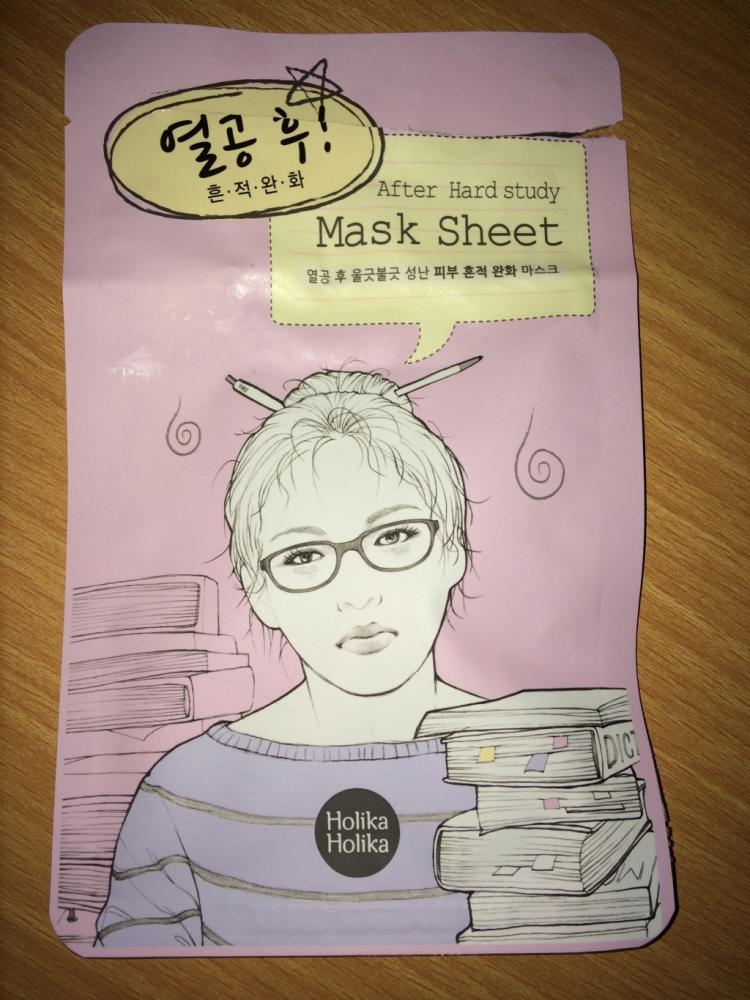 열공 후!
흔·적·완·화
After Hard study
Mask Sheet
열공 후 울긋불긋 성난 피부 흔적 완화 마스크
DICT
Holika
Holika